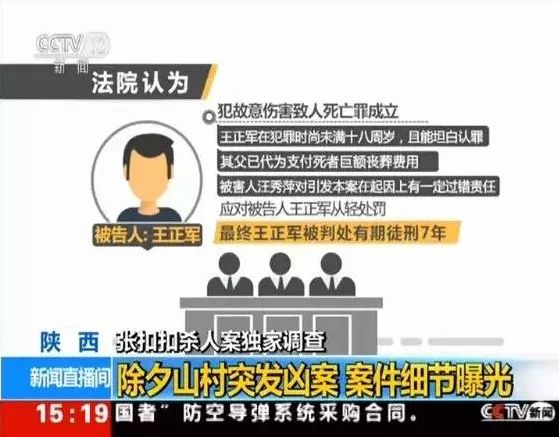 CCTV 13
新闻
法院认为
犯故意伤害致人死亡罪成立
王正军在犯罪时尚未满十八周岁，且能坦白认罪
其父已代为支付死者巨额丧葬费用
被害人汪秀萍对引发本案在起因上有一定过错责任
应对被告人王正军从轻处罚
被告人：王正军
最终王正军被判处有期徒刑7年
陕西 张扣扣杀人案独家调查
新闻直播间 除夕山村突发凶案 案件细节曝光
15:19 国者”防空导弹系统采购合同. CCTV新闻